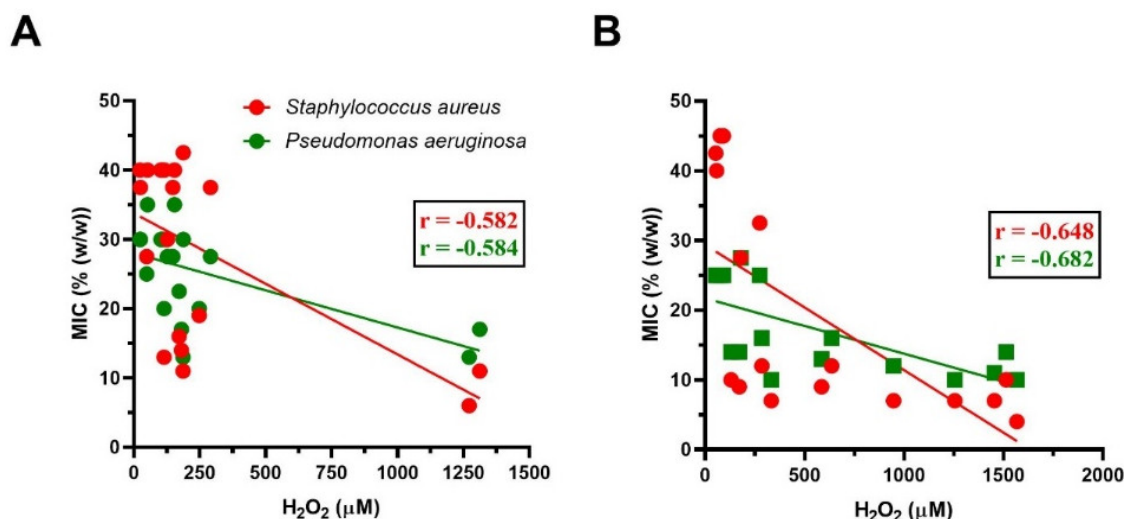 A
B
Staphylococcus aureus
Pseudomonas aeruginosa
MIC (% (w/w))
50
40
30
20
10
0
r = -0.582
r = -0.584
0
250
500
750
1000
1250
1500
H₂O₂ (μM)
MIC (% (w/w))
50
40
30
20
10
0
r = -0.648
r = -0.682
0
500
1000
1500
2000
H₂O₂ (μM)